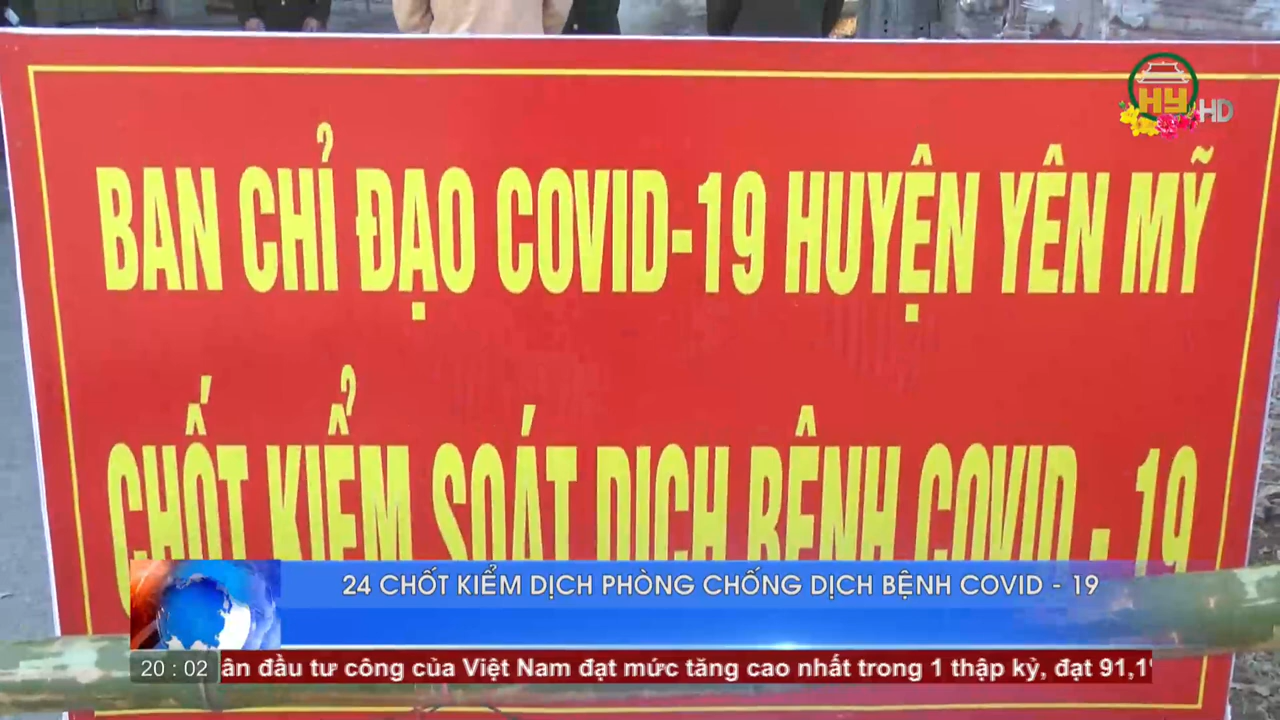 HY HD
BAN CHỈ ĐẠO COVID-19 HUYỆN YÊN MỸ
CHỐT KIỂM SOÁT DỊCH BỆNH COVID - 19
24 CHỐT KIỂM DỊCH PHÒNG CHỐNG DỊCH BỆNH COVID - 19
20 : 02 ân đầu tư công của Việt Nam đạt mức tăng cao nhất trong 1 thập kỷ, đạt 91,1